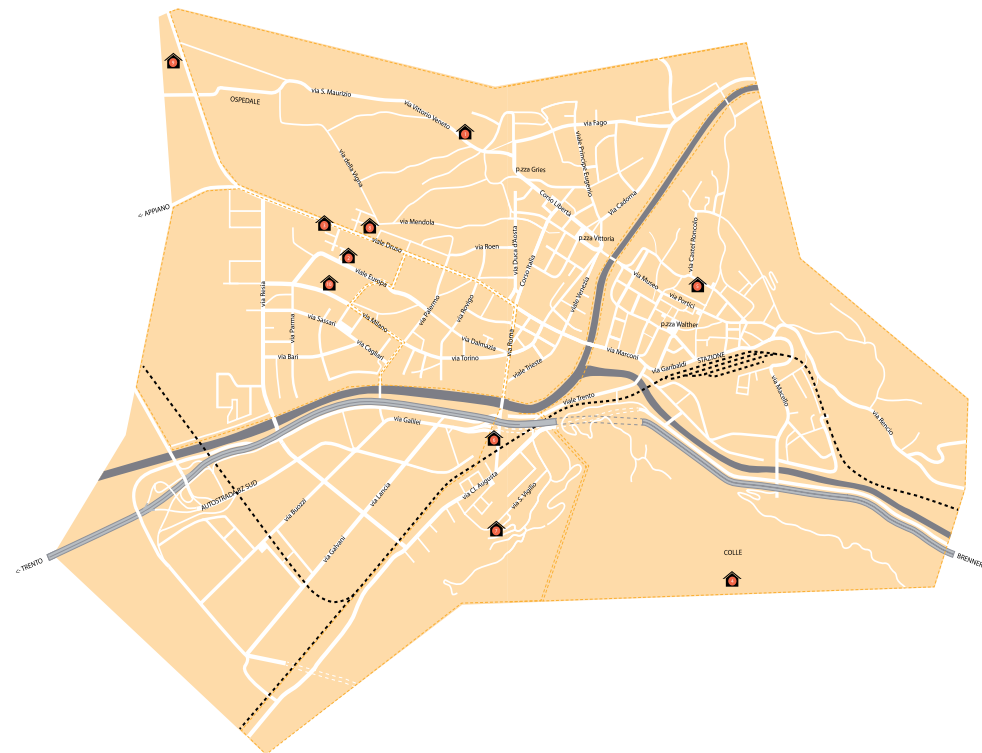 OSPEDALE
via S. Maurizio
via Vittorio Veneto
via Fago
viale Principe Eugenio
via della Vigna
p.zza Gries
Corso Libertà
via Cadorna
<- APPIANO
via Mendola
viale Druso
via Roen
via Duca d'Aosta
Corso Italia
p.zza Vittoria
via Castel Roncolo
via Museo
via Portici
viale Europa
viale Venezia
via Resia
via Parma
via Sassari
via Milano
via Palermo
via Rovigo
p.zza Walther
via Cagliari
via Dalmazia
via Roma
via Bari
via Torino
viale Trieste
via Marconi
via Garibaldi
STAZIONE
via Macello
viale Trento
via Rencio
via Galilei
AUTOSTRADA BZ SUD
via Buozzi
via Lancia
via Cl. Augusta
via S. Vigilio
via Galvani
COLLE
<- TRENTO
BRENNER